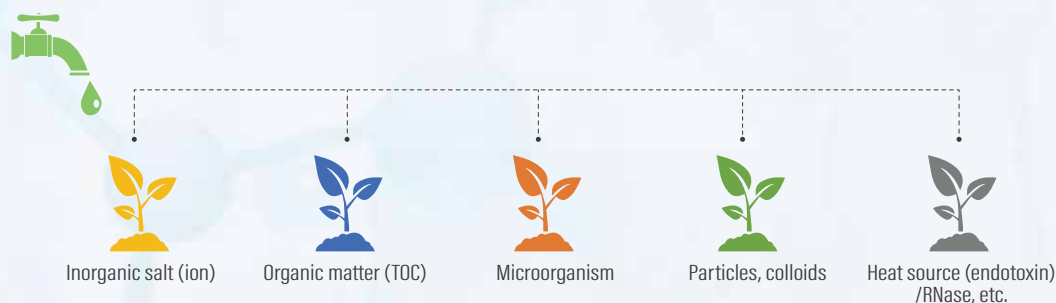 Inorganic salt (ion)
Organic matter (TOC)
Microorganism
Particles, colloids
Heat source (endotoxin)
/RNase, etc.